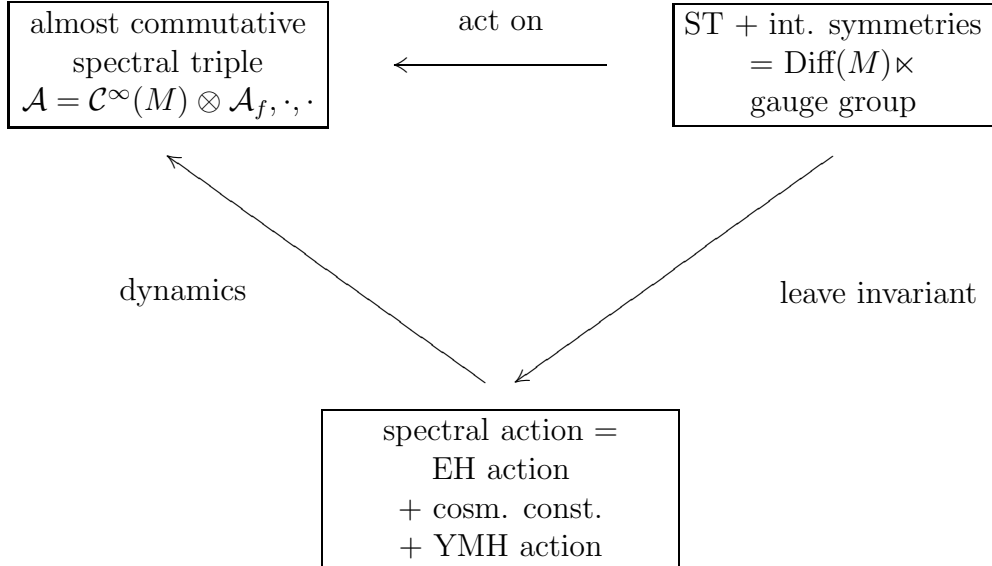 almost commutative
spectral triple
𝒜 = 𝒞^∞(M) ⊗ 𝒜_f, ·, ·
act on
ST + int. symmetries
= Diff(M)⋉
gauge group
dynamics
leave invariant
spectral action =
EH action
+ cosm. const.
+ YMH action